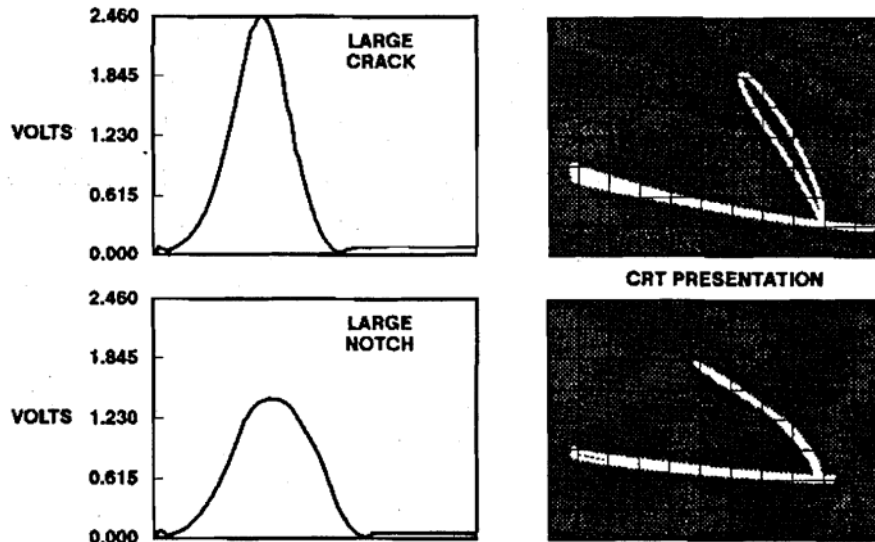 2.460
1.845
VOLTS
1.230
0.615
0.000
LARGE
CRACK
CRT PRESENTATION
2.460
1.845
VOLTS
1.230
0.615
0.000
LARGE
NOTCH